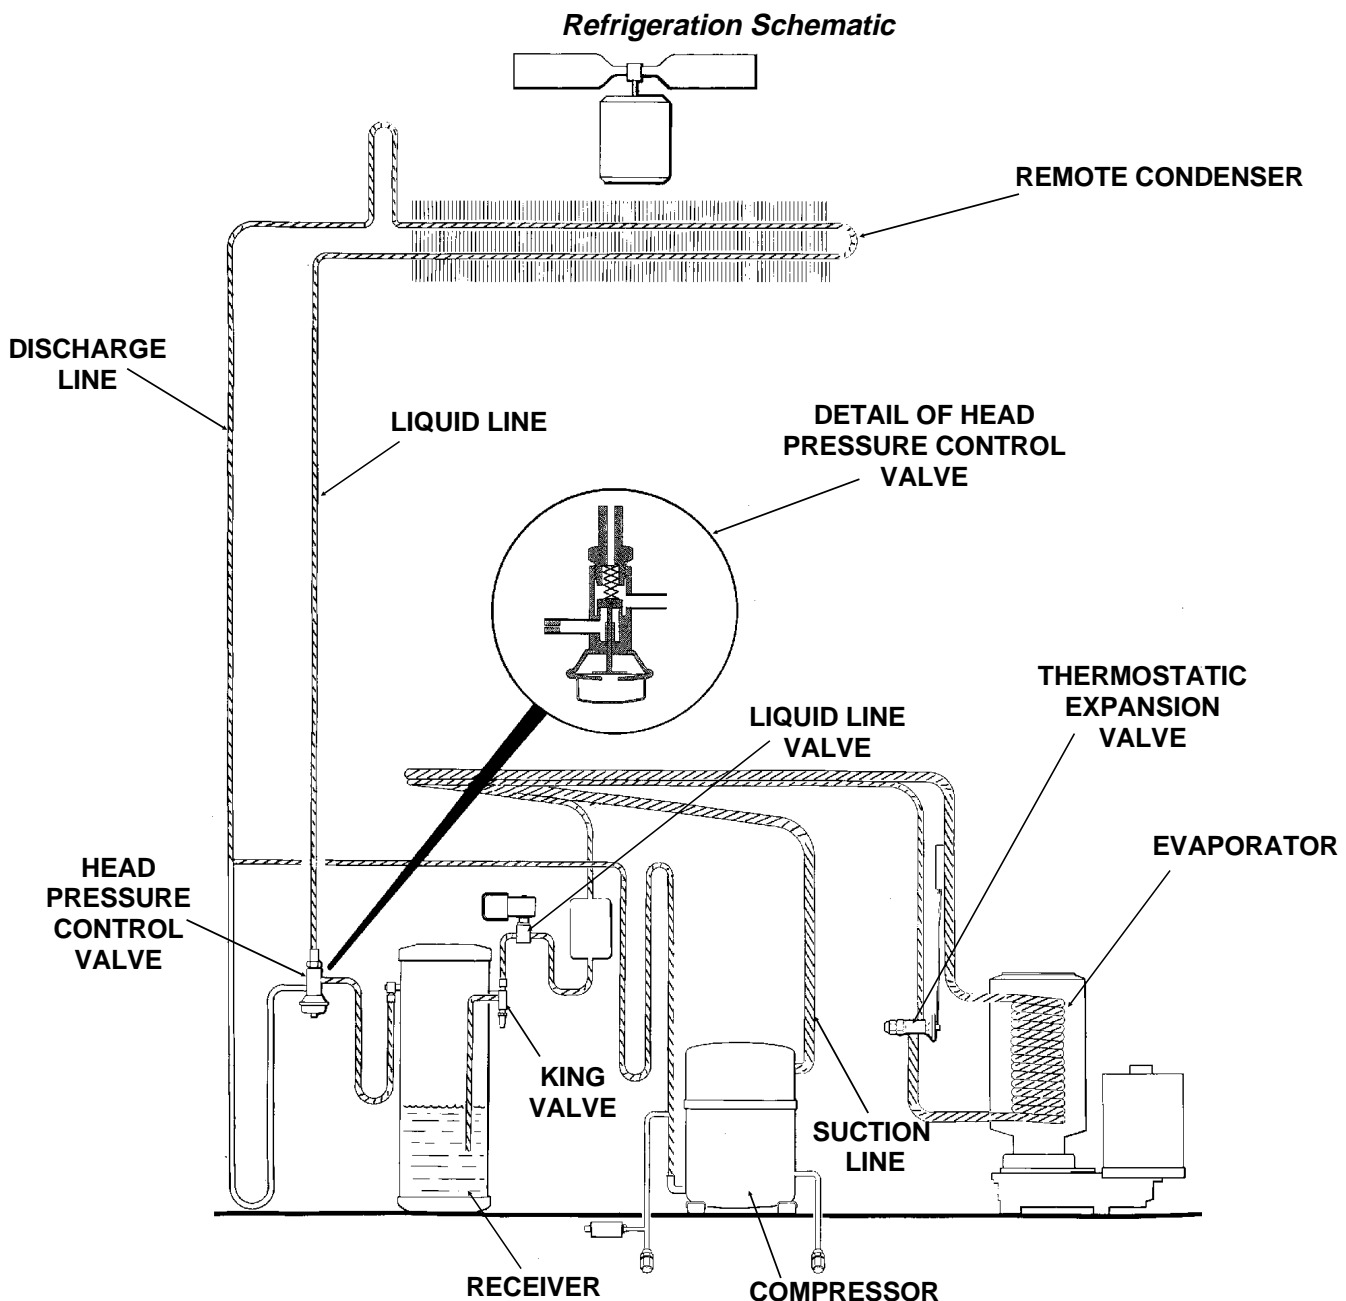 Refrigeration Schematic
REMOTE CONDENSER
DISCHARGE
LINE
LIQUID LINE
DETAIL OF HEAD
PRESSURE CONTROL
VALVE
THERMOSTATIC
EXPANSION
VALVE
LIQUID LINE
VALVE
EVAPORATOR
HEAD
PRESSURE
CONTROL
VALVE
KING
VALVE
SUCTION
LINE
RECEIVER
COMPRESSOR